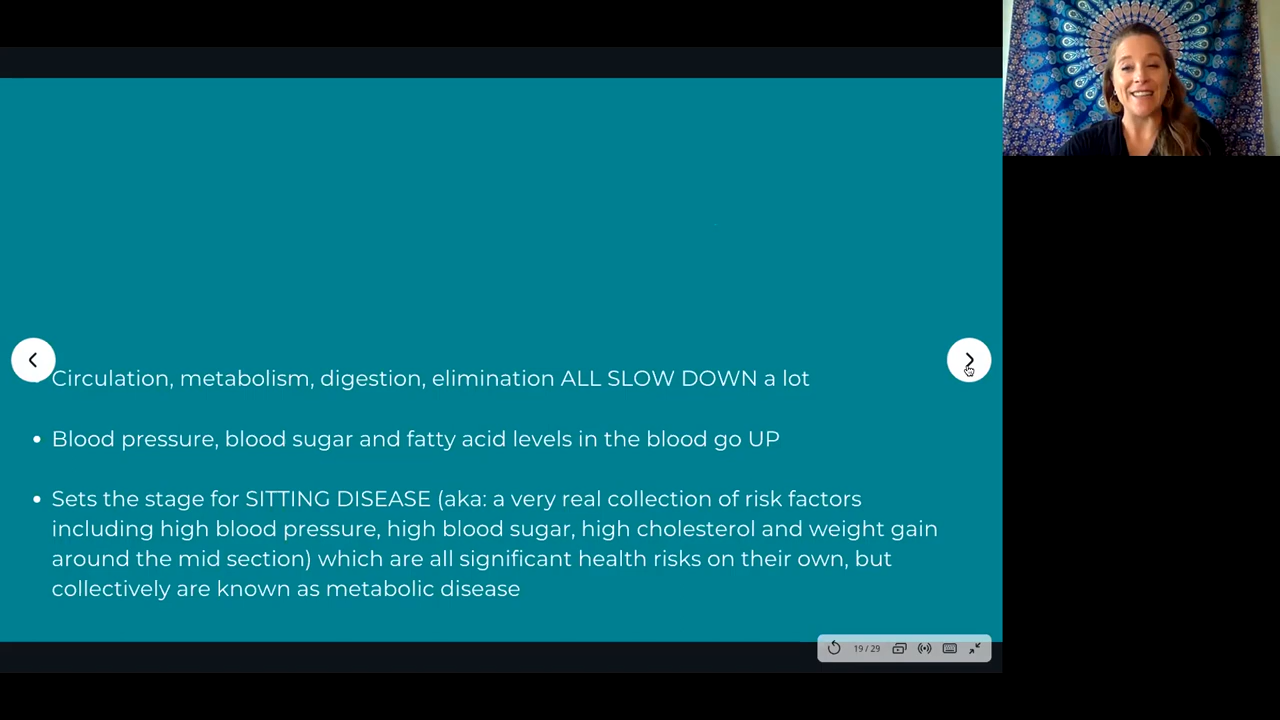 Circulation, metabolism, digestion, elimination ALL SLOW DOWN a lot
Blood pressure, blood sugar and fatty acid levels in the blood go UP
Sets the stage for SITTING DISEASE (aka: a very real collection of risk factors
including high blood pressure, high blood sugar, high cholesterol and weight gain
around the mid section) which are all significant health risks on their own, but
collectively are known as metabolic disease
19 / 29